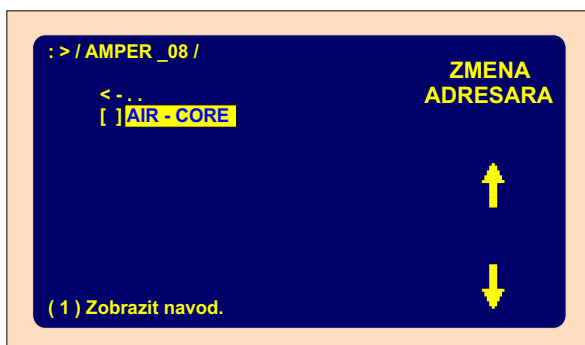 : > / AMPER _08 /
ZMENA
ADRESARA
< - . .
[ ] AIR - CORE
( 1 ) Zobrazit navod.